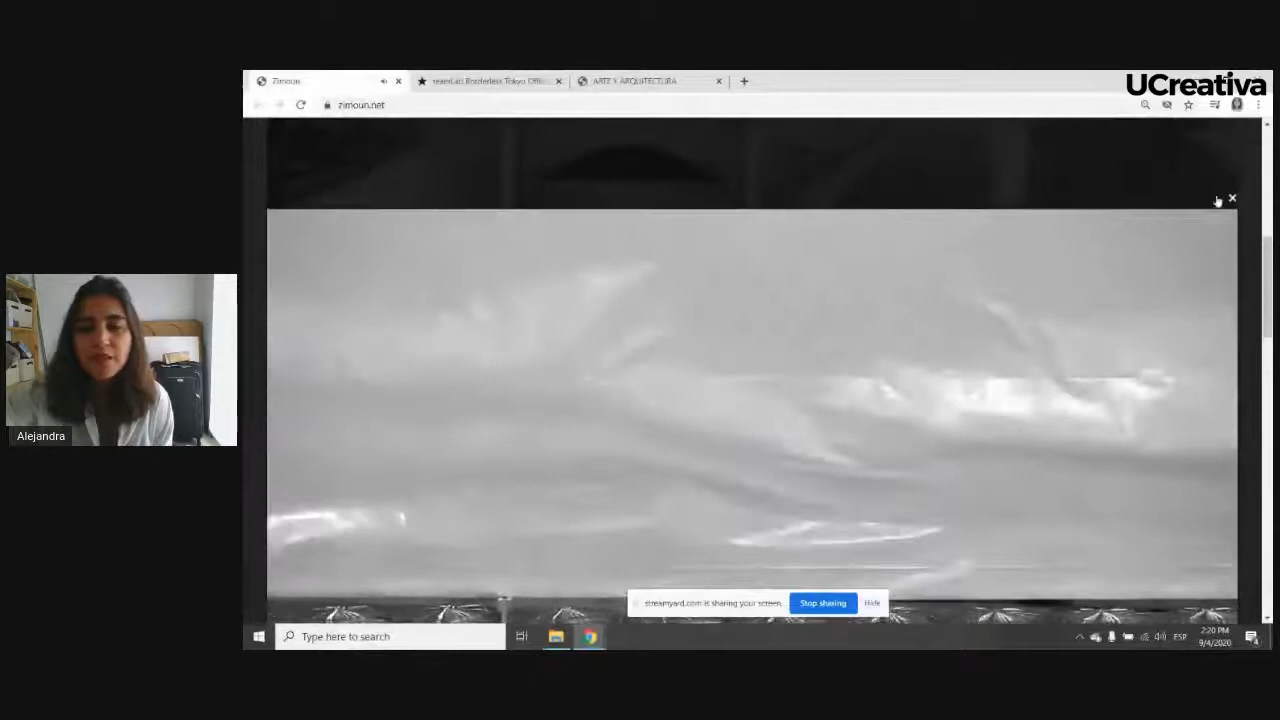 UCreativa
Zimoun
Tokyo
ARTE Y ARQUITECTURA
zimoun.net
Alejandra
streamyard.com is sharing your screen.
Stop sharing
Hide
Type here to search
ESP
2:20 PM
9/4/2020